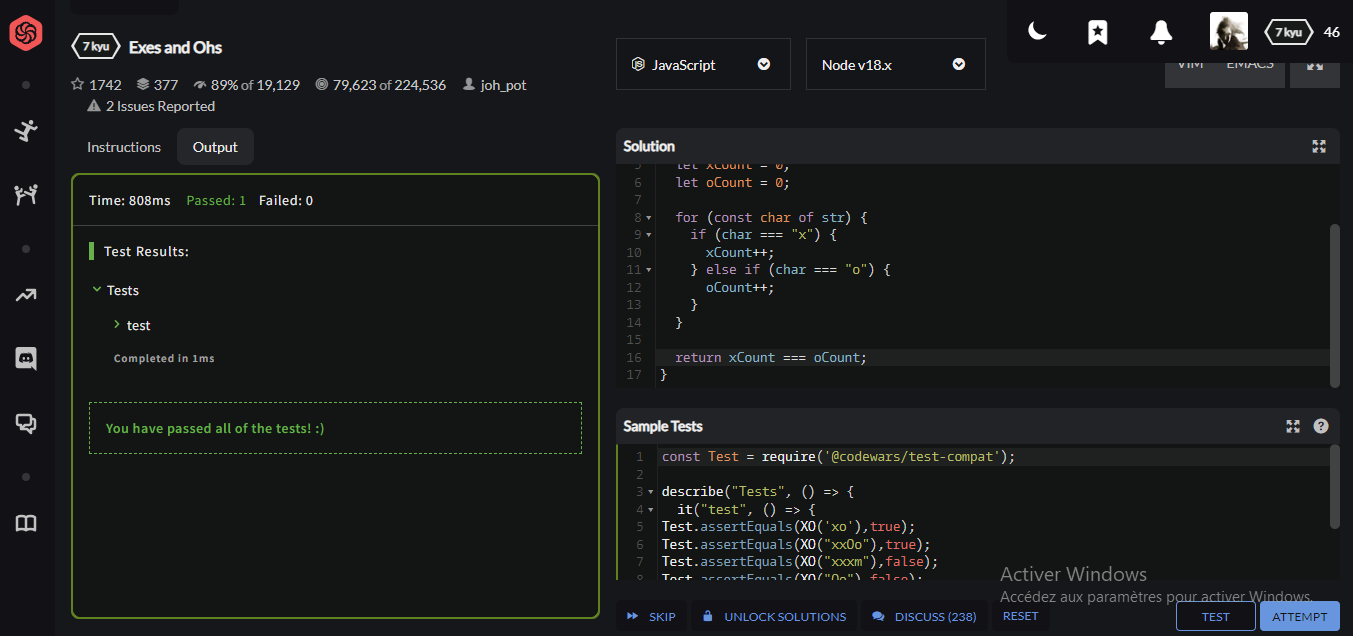 7 kyu Exes and Ohs
1742 377 89% of 19,129 79,623 of 224,536 joh_pot
2 Issues Reported
Instructions Output
Time: 808ms Passed: 1 Failed: 0
Test Results:
Tests
test
Completed in 1ms
You have passed all of the tests! :)
JavaScript Node v18.x
7 kyu 46
VIM EMACS
Solution
5 let xCount = 0;
6 let oCount = 0;
7
8 for (const char of str) {
9 if (char === "x") {
10 xCount++;
11 } else if (char === "o") {
12 oCount++;
13 }
14 }
15
16 return xCount === oCount;
17 }
Sample Tests
1 const Test = require('@codewars/test-compat');
2
3 describe("Tests", () => {
4 it("test", () => {
5 Test.assertEquals(XO('xo'),true);
6 Test.assertEquals(XO("xxOo"),true);
7 Test.assertEquals(XO("xxxm"),false);
8 Test.assertEquals(XO("Oo"),false);
Activer Windows
Accédez aux paramètres pour activer Windows.
SKIP UNLOCK SOLUTIONS DISCUSS (238) RESET TEST ATTEMPT